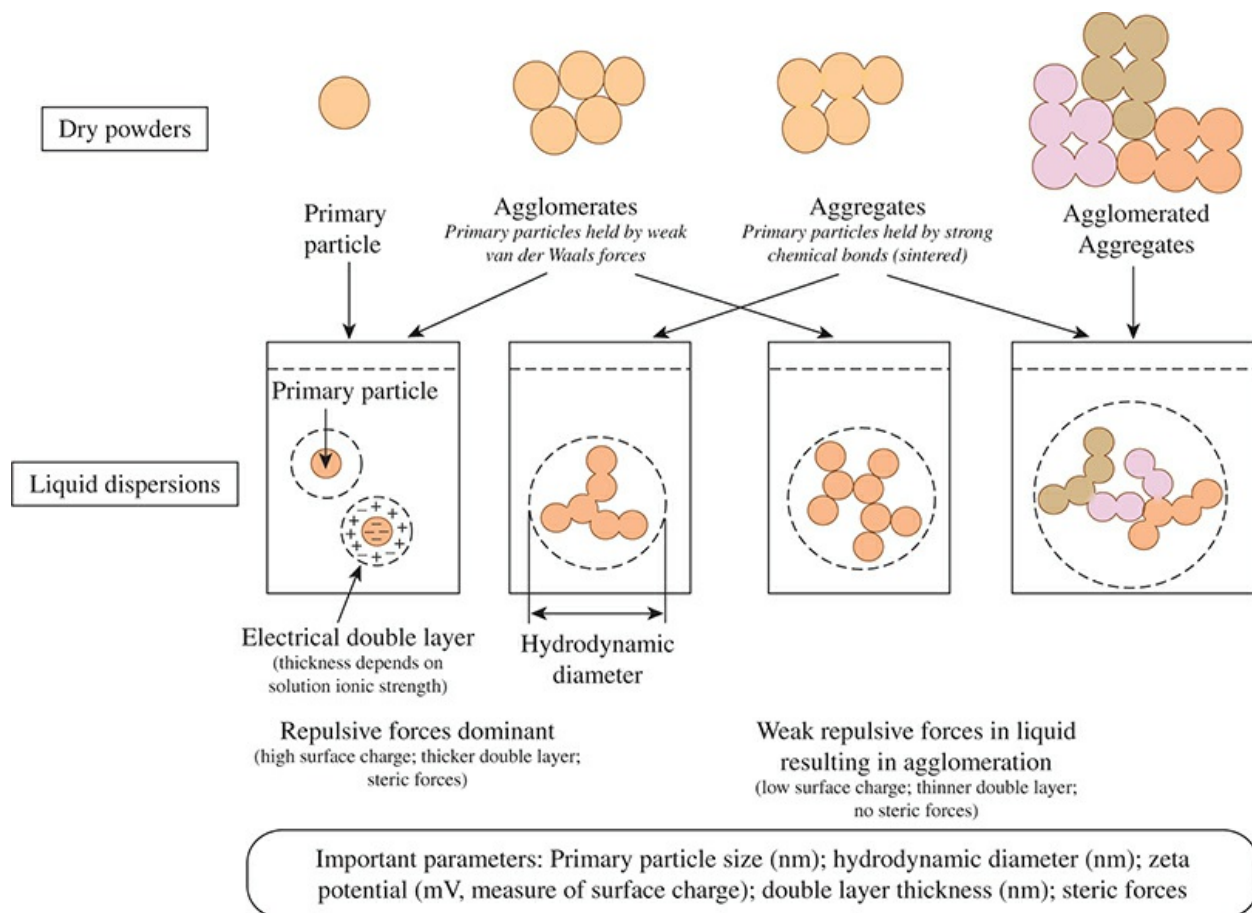 Dry powders
Primary
particle
Agglomerates
Primary particles held by weak
van der Waals forces
Aggregates
Primary particles held by strong
chemical bonds (sintered)
Agglomerated
Aggregates
Liquid dispersions
Primary particle
Electrical double layer
(thickness depends on
solution ionic strength)
Hydrodynamic
diameter
Repulsive forces dominant
(high surface charge; thicker double layer;
steric forces)
Weak repulsive forces in liquid
resulting in agglomeration
(low surface charge; thinner double layer;
no steric forces)
Important parameters: Primary particle size (nm); hydrodynamic diameter (nm); zeta
potential (mV, measure of surface charge); double layer thickness (nm); steric forces